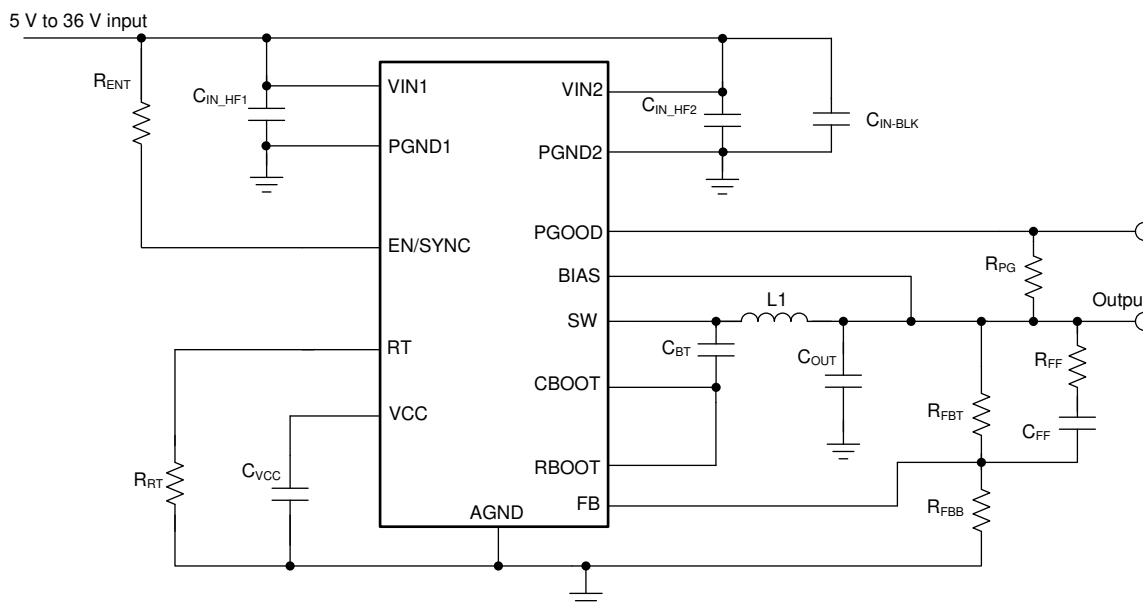 5 V to 36 V input
R_ENT
C_IN_HF1
VIN1
PGND1
EN/SYNC
RT
VCC
AGND
R_RT
C_VCC
VIN2
PGND2
PGOOD
BIAS
SW
CBOOT
RBOOT
FB
C_IN_HF2
C_IN-BLK
R_PG
L1
Output
C_BT
C_OUT
R_FBT
R_FF
C_FF
R_FBB